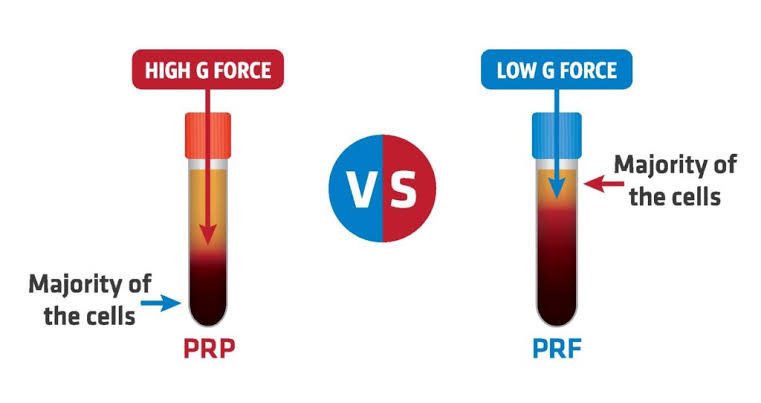 HIGH G FORCE
LOW G FORCE
VS
Majority of
the cells
Majority of
the cells
PRP
PRF